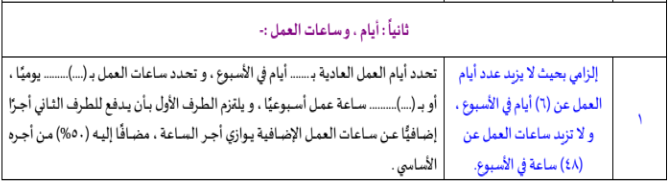 ثانياً : أيام ، وساعات العمل :-
١
إلزامي بحيث لا يزيد عدد أيام
العمل عن (٦) أيام في الأسبوع ،
و لا تزيد ساعات العمل عن
(٤٨) ساعة في الأسبوع.
تحدد أيام العمل العادية بـ ....... أيام في الأسبوع ، و تحدد ساعات العمل بـ (....)......... يوميًا ،
أو بـ (....)......... ساعة عمل أسبوعيًا ، و يلتزم الطرف الأول بأن يدفع للطرف الثاني أجرًا
إضافيًّا عن ساعات العمل الإضافية يوازي أجر الساعة ، مضافًا إليه (٥٠%) من أجره
الأساسي .